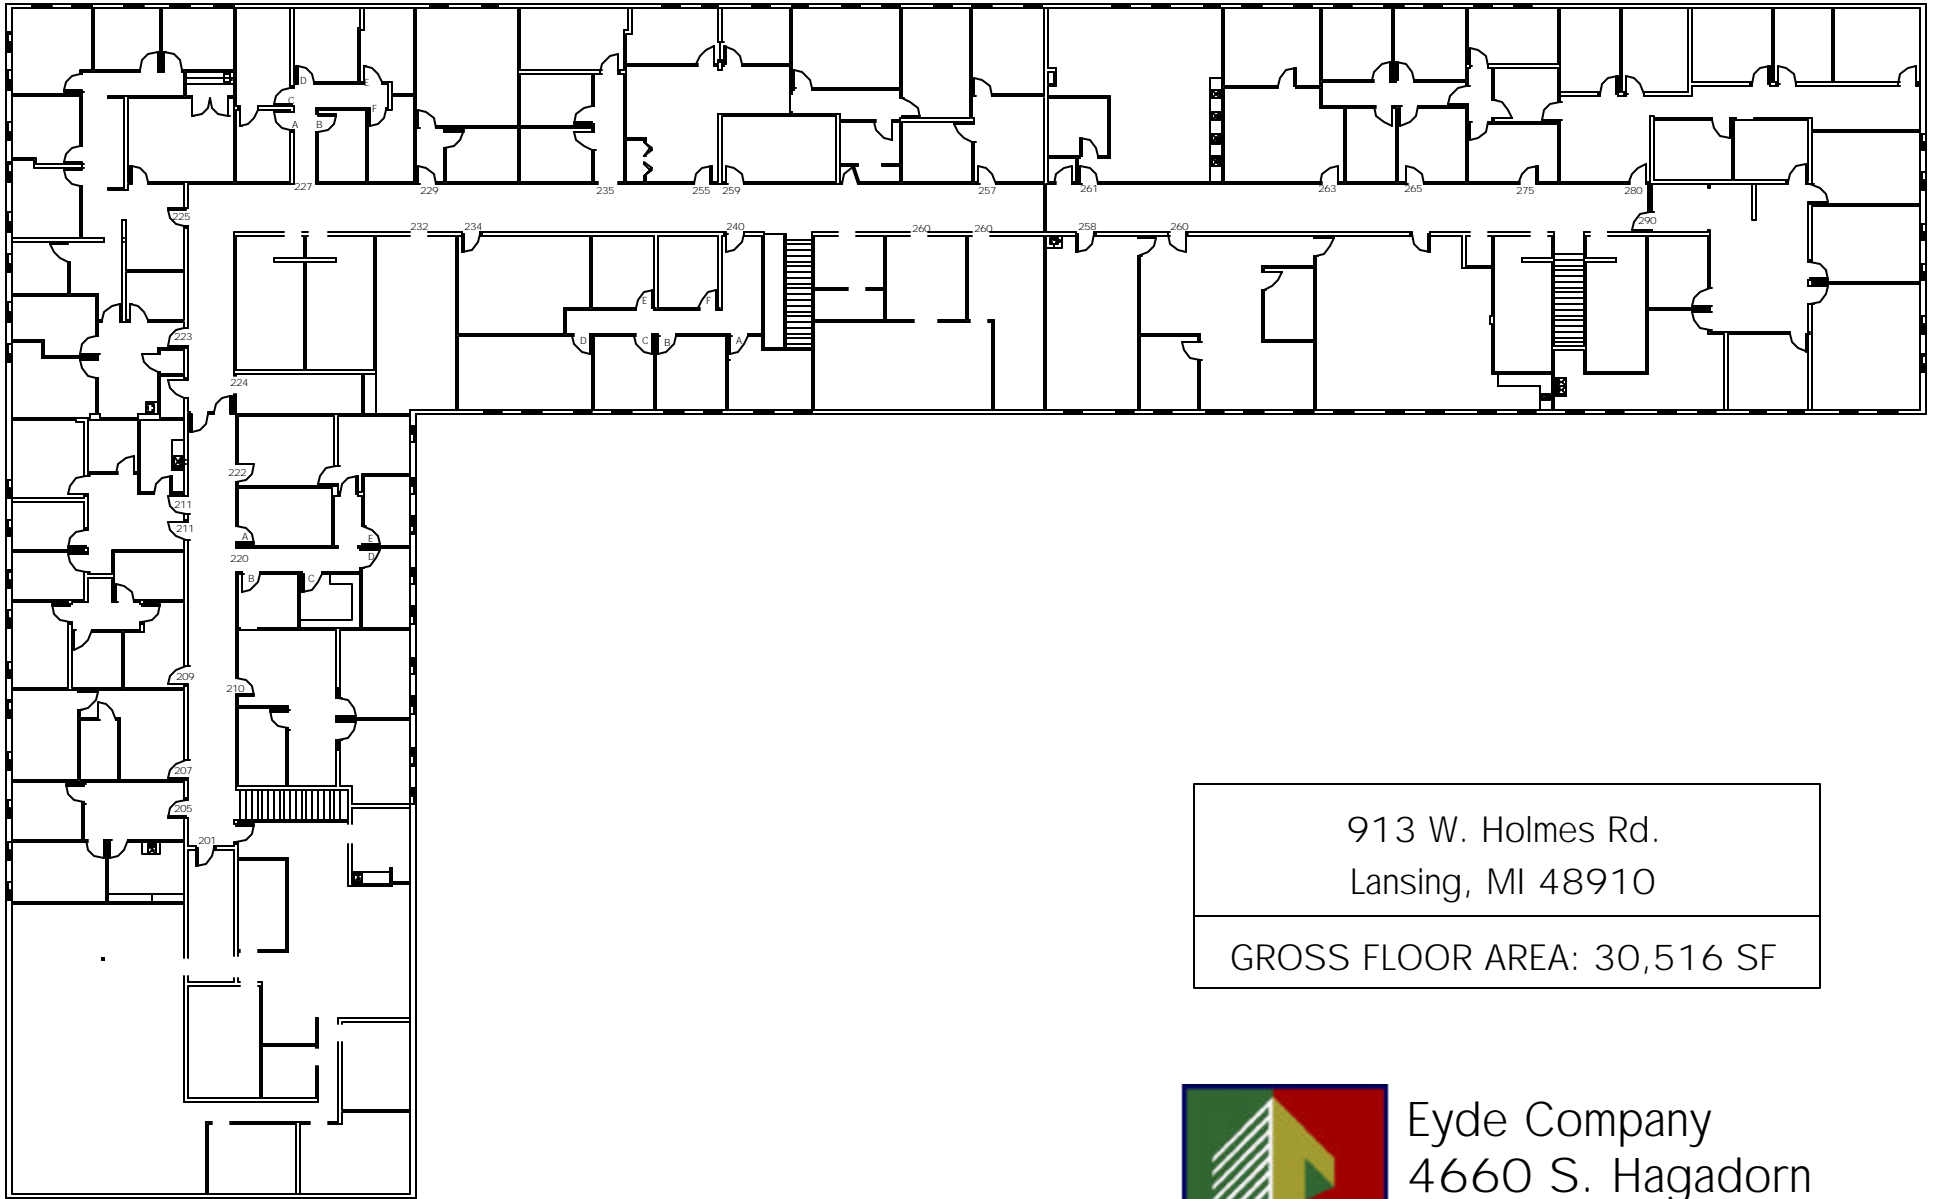 D
E
C
F
A
B
227
229
235
255
259
257
261
263
265
275
280
225
232
234
240
260
260
258
260
290
E
F
223
D
C
B
A
224
222
211
211
A
E
220
D
B
C
209
210
207
205
201
913 W. Holmes Rd.
Lansing, MI 48910
GROSS FLOOR AREA: 30,516 SF
Eyde Company
4660 S. Hagadorn